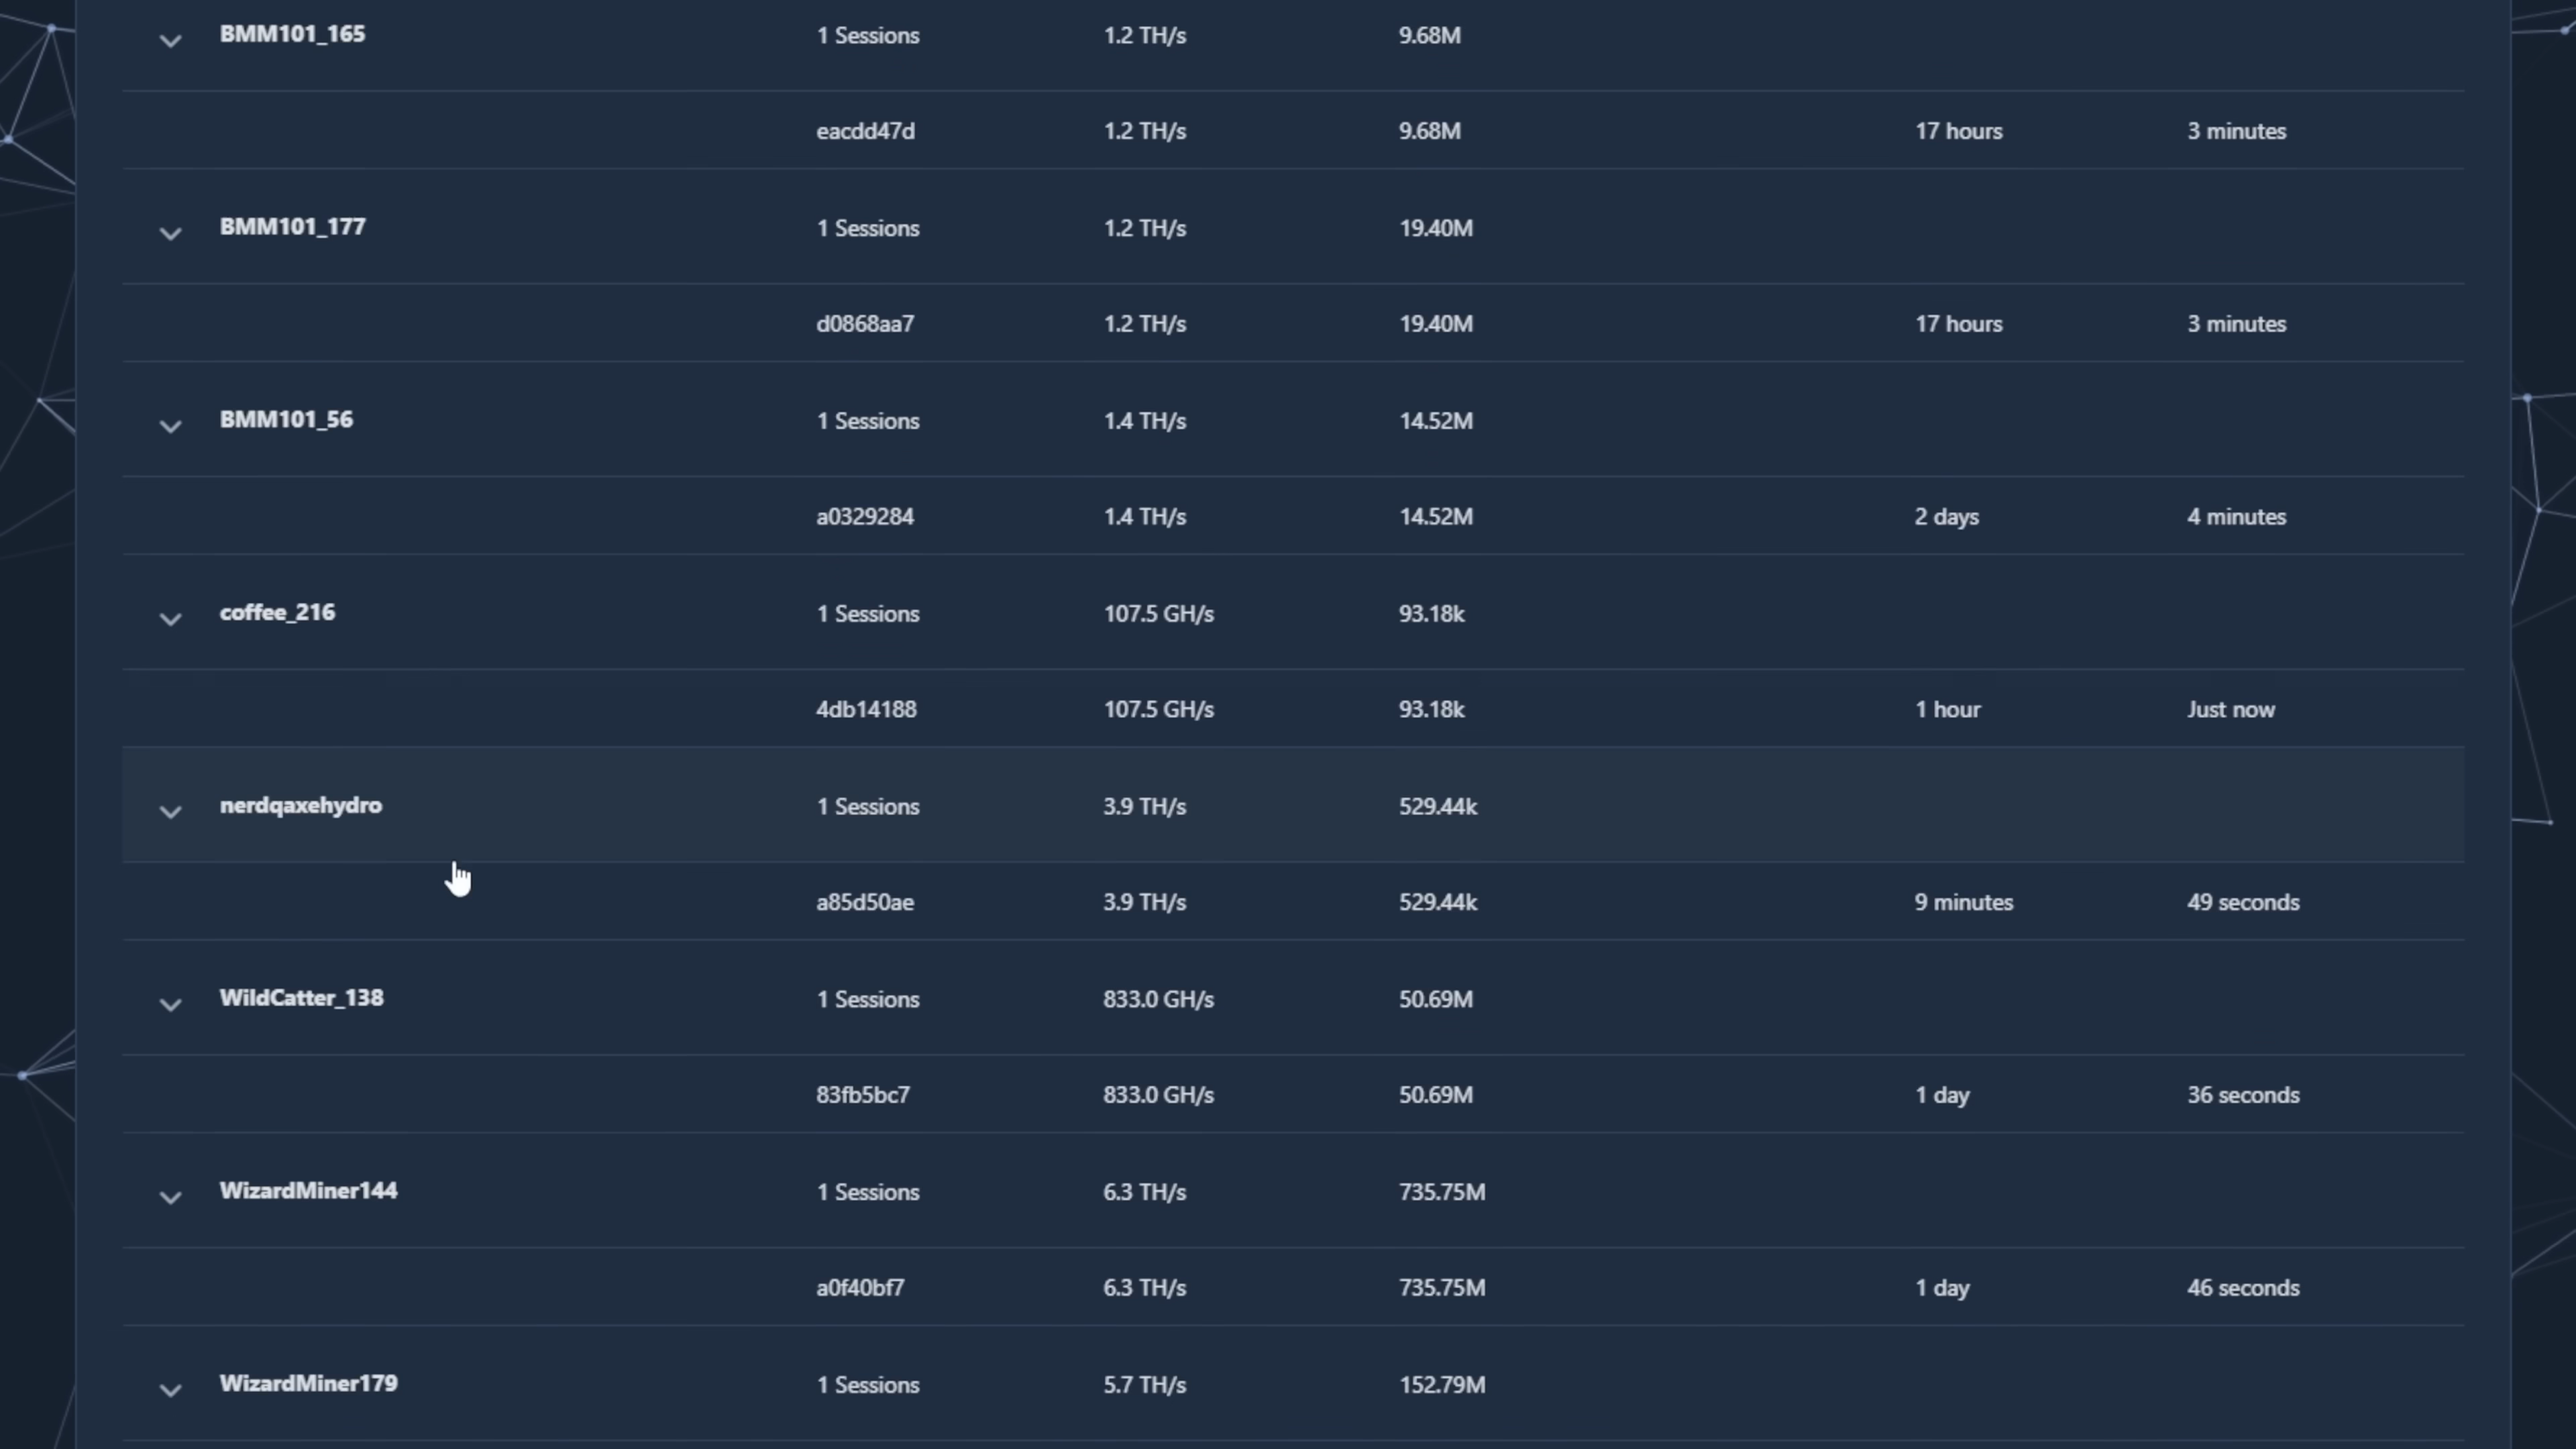 BMM101_165 1 Sessions 1.2 TH/s 9.68M
eacdd47d 1.2 TH/s 9.68M 17 hours 3 minutes
BMM101_177 1 Sessions 1.2 TH/s 19.40M
d0868aa7 1.2 TH/s 19.40M 17 hours 3 minutes
BMM101_56 1 Sessions 1.4 TH/s 14.52M
a0329284 1.4 TH/s 14.52M 2 days 4 minutes
coffee_216 1 Sessions 107.5 GH/s 93.18k
4db14188 107.5 GH/s 93.18k 1 hour Just now
nerdqaxehydro 1 Sessions 3.9 TH/s 529.44k
a85d50ae 3.9 TH/s 529.44k 9 minutes 49 seconds
WildCatter_138 1 Sessions 833.0 GH/s 50.69M
83fb5bc7 833.0 GH/s 50.69M 1 day 36 seconds
WizardMiner144 1 Sessions 6.3 TH/s 735.75M
a0f40bf7 6.3 TH/s 735.75M 1 day 46 seconds
WizardMiner179 1 Sessions 5.7 TH/s 152.79M